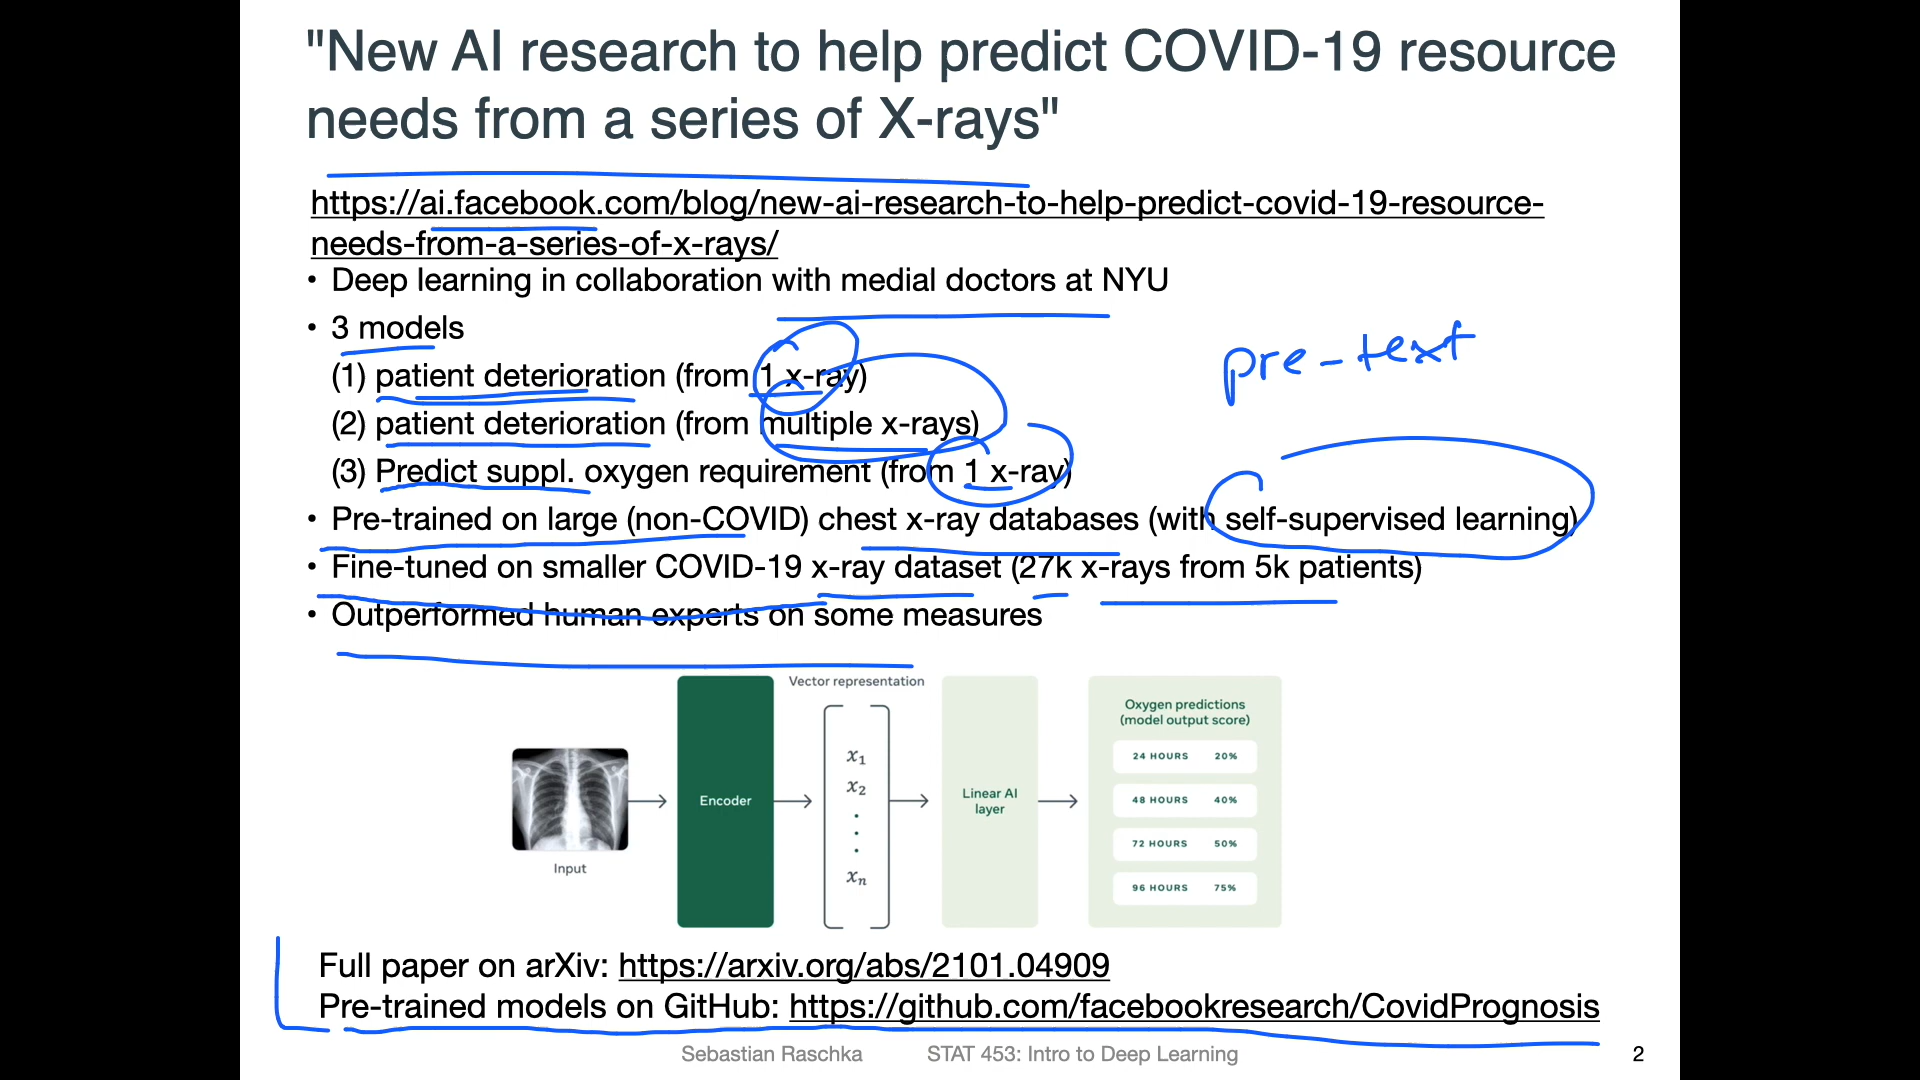 "New AI research to help predict COVID-19 resource
needs from a series of X-rays"
https://ai.facebook.com/blog/new-ai-research-to-help-predict-covid-19-resource-
needs-from-a-series-of-x-rays/
• Deep learning in collaboration with medial doctors at NYU
• 3 models
(1) patient deterioration (from 1 x-ray)
(2) patient deterioration (from multiple x-rays)
(3) Predict suppl. oxygen requirement (from 1 x-ray)
pre-text
• Pre-trained on large (non-COVID) chest x-ray databases (with self-supervised learning)
• Fine-tuned on smaller COVID-19 x-ray dataset (27k x-rays from 5k patients)
• Outperformed human experts on some measures
Input
Encoder
Vector representation
x1
x2
xn
Linear AI
layer
Oxygen predictions
(model output score)
24 HOURS 20%
48 HOURS 40%
72 HOURS 50%
96 HOURS 75%
Full paper on arXiv: https://arxiv.org/abs/2101.04909
Pre-trained models on GitHub: https://github.com/facebookresearch/CovidPrognosis
Sebastian Raschka STAT 453: Intro to Deep Learning 2